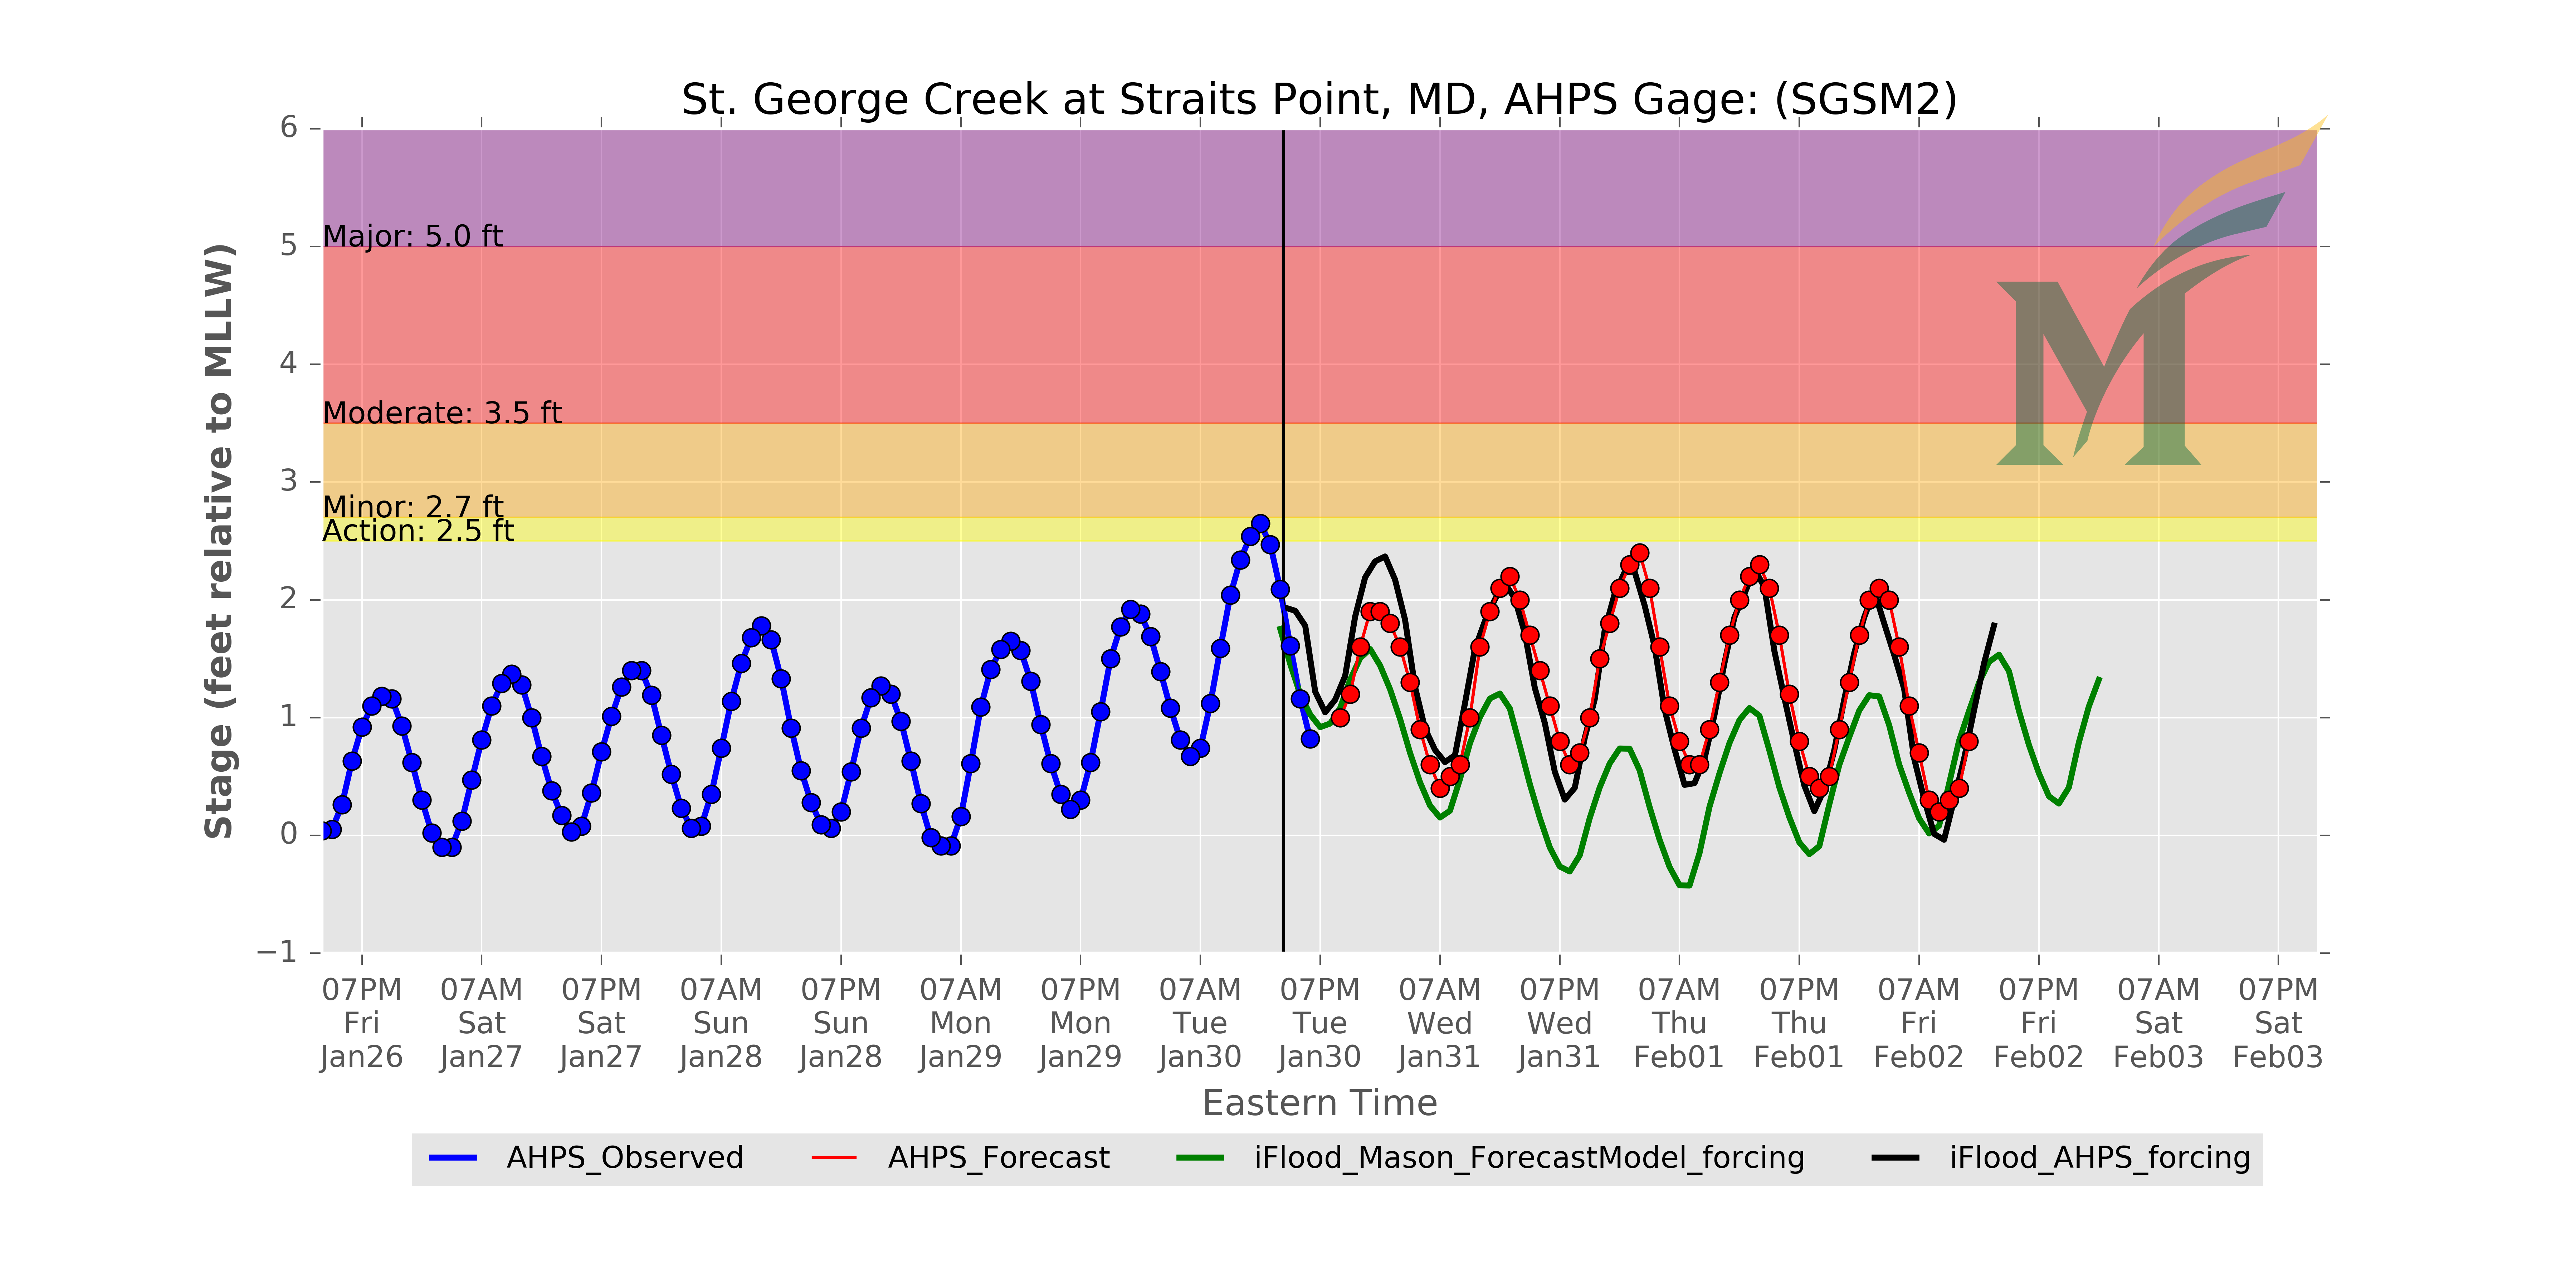 St. George Creek at Straits Point, MD, AHPS Gage: (SGSM2)
Stage (feet relative to MLLW)
6
5
4
3
2
1
0
−1
Major: 5.0 ft
Moderate: 3.5 ft
Minor: 2.7 ft
Action: 2.5 ft
M
07PM 07AM 07PM 07AM 07PM 07AM 07PM 07AM 07PM 07AM 07PM 07AM 07PM 07AM 07PM 07AM 07PM
Fri Sat Sat Sun Sun Mon Mon Tue Tue Wed Wed Thu Thu Fri Fri Sat Sat
Jan26 Jan27 Jan27 Jan28 Jan28 Jan29 Jan29 Jan30 Jan30 Jan31 Jan31 Feb01 Feb01 Feb02 Feb02 Feb03 Feb03
Eastern Time
AHPS_Observed AHPS_Forecast iFlood_Mason_ForecastModel_forcing iFlood_AHPS_forcing